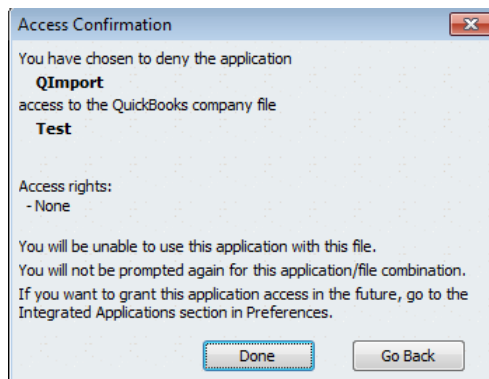 Access Confirmation
You have chosen to deny the application
QImport
access to the QuickBooks company file
Test
Access rights:
- None
You will be unable to use this application with this file.
You will not be prompted again for this application/file combination.
If you want to grant this application access in the future, go to the
Integrated Applications section in Preferences.
Done
Go Back